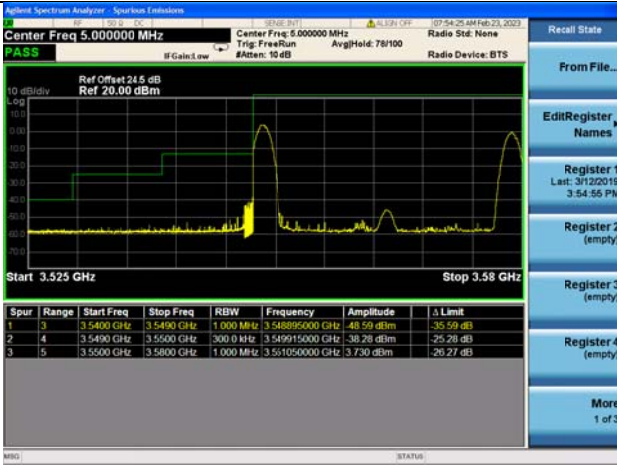 Agilent Spectrum Analyzer - Spurious Emissions
RF 50 Ω DC SENSE:INT ALIGN OFF 07:54:25 AM Feb 23, 2023
Center Freq 5.000000 MHz
Center Freq: 5.000000 MHz
Radio Std: None
Trig: FreeRun Avg|Hold: 78/100
PASS IFGain:Low #Atten: 10 dB Radio Device: BTS
Ref Offset 24.5 dB
10 dB/div Ref 20.00 dBm
Log
10.0
0.00
-10.0
-20.0
-30.0
-40.0
-50.0
-60.0
-70.0
Start 3.525 GHz Stop 3.58 GHz
Spur Range Start Freq Stop Freq RBW Frequency Amplitude Δ Limit
1 3 3.5400 GHz 3.5490 GHz 1.000 MHz 3.548895000 GHz -48.59 dBm -35.59 dB
2 4 3.5490 GHz 3.5500 GHz 300.0 kHz 3.549915000 GHz -38.28 dBm -25.28 dB
3 5 3.5500 GHz 3.5800 GHz 1.000 MHz 3.551050000 GHz 3.730 dBm -26.27 dB
MSG STATUS
Recall State
From File...
Edit Register
Names
Register 1
Last: 3/12/2019
3:54:55 PM
Register 2
(empty)
Register 3
(empty)
Register 4
(empty)
More
1 of 3